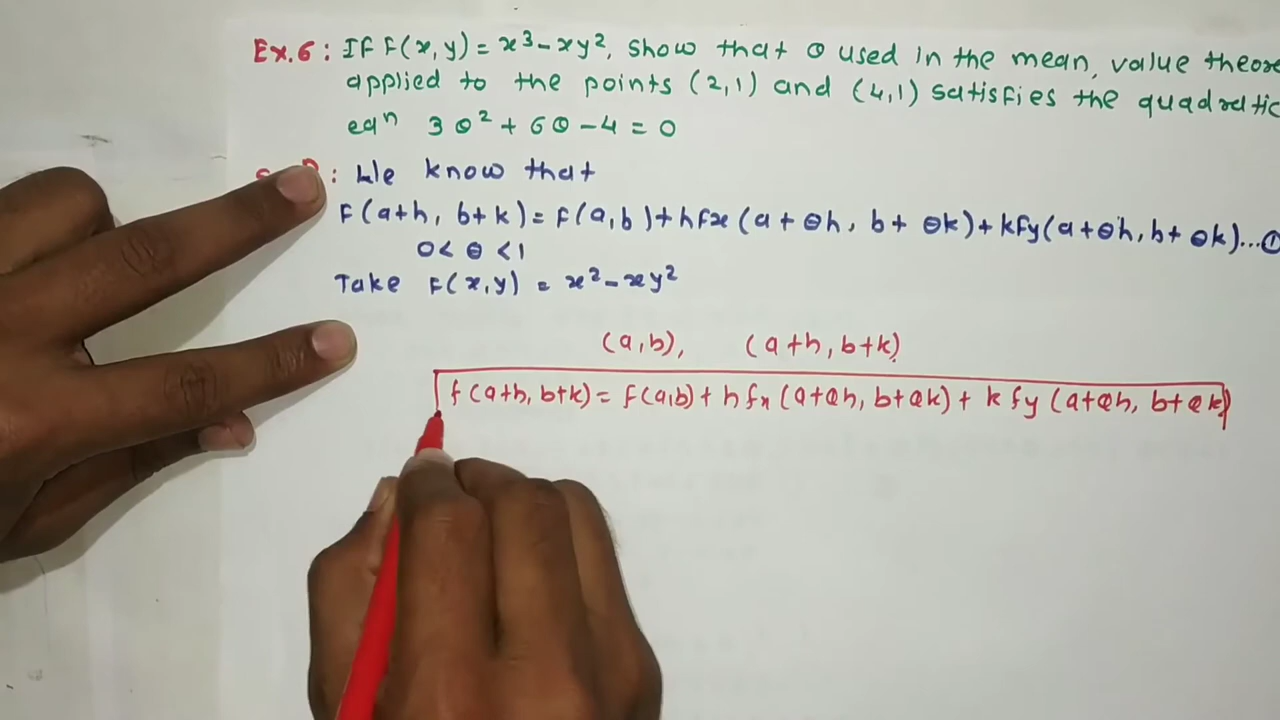 Ex.6: If F(x,y) = x³ - xy², show that θ used in the mean, value theore
applied to the points (2,1) and (4,1) satisfies the quadratic
eqⁿ 3θ² + 6θ - 4 = 0
: We know that
F(a+h, b+k) = F(a,b) + hFx(a+θh, b+θk) + kFy(a+θh, b+θk)...①
0 < θ < 1
Take F(x,y) = x² - xy²
(a,b), (a+h, b+k)
f(a+h, b+k) = f(a,b) + h fx (a+θh, b+θk) + k fy (a+θh, b+θk)